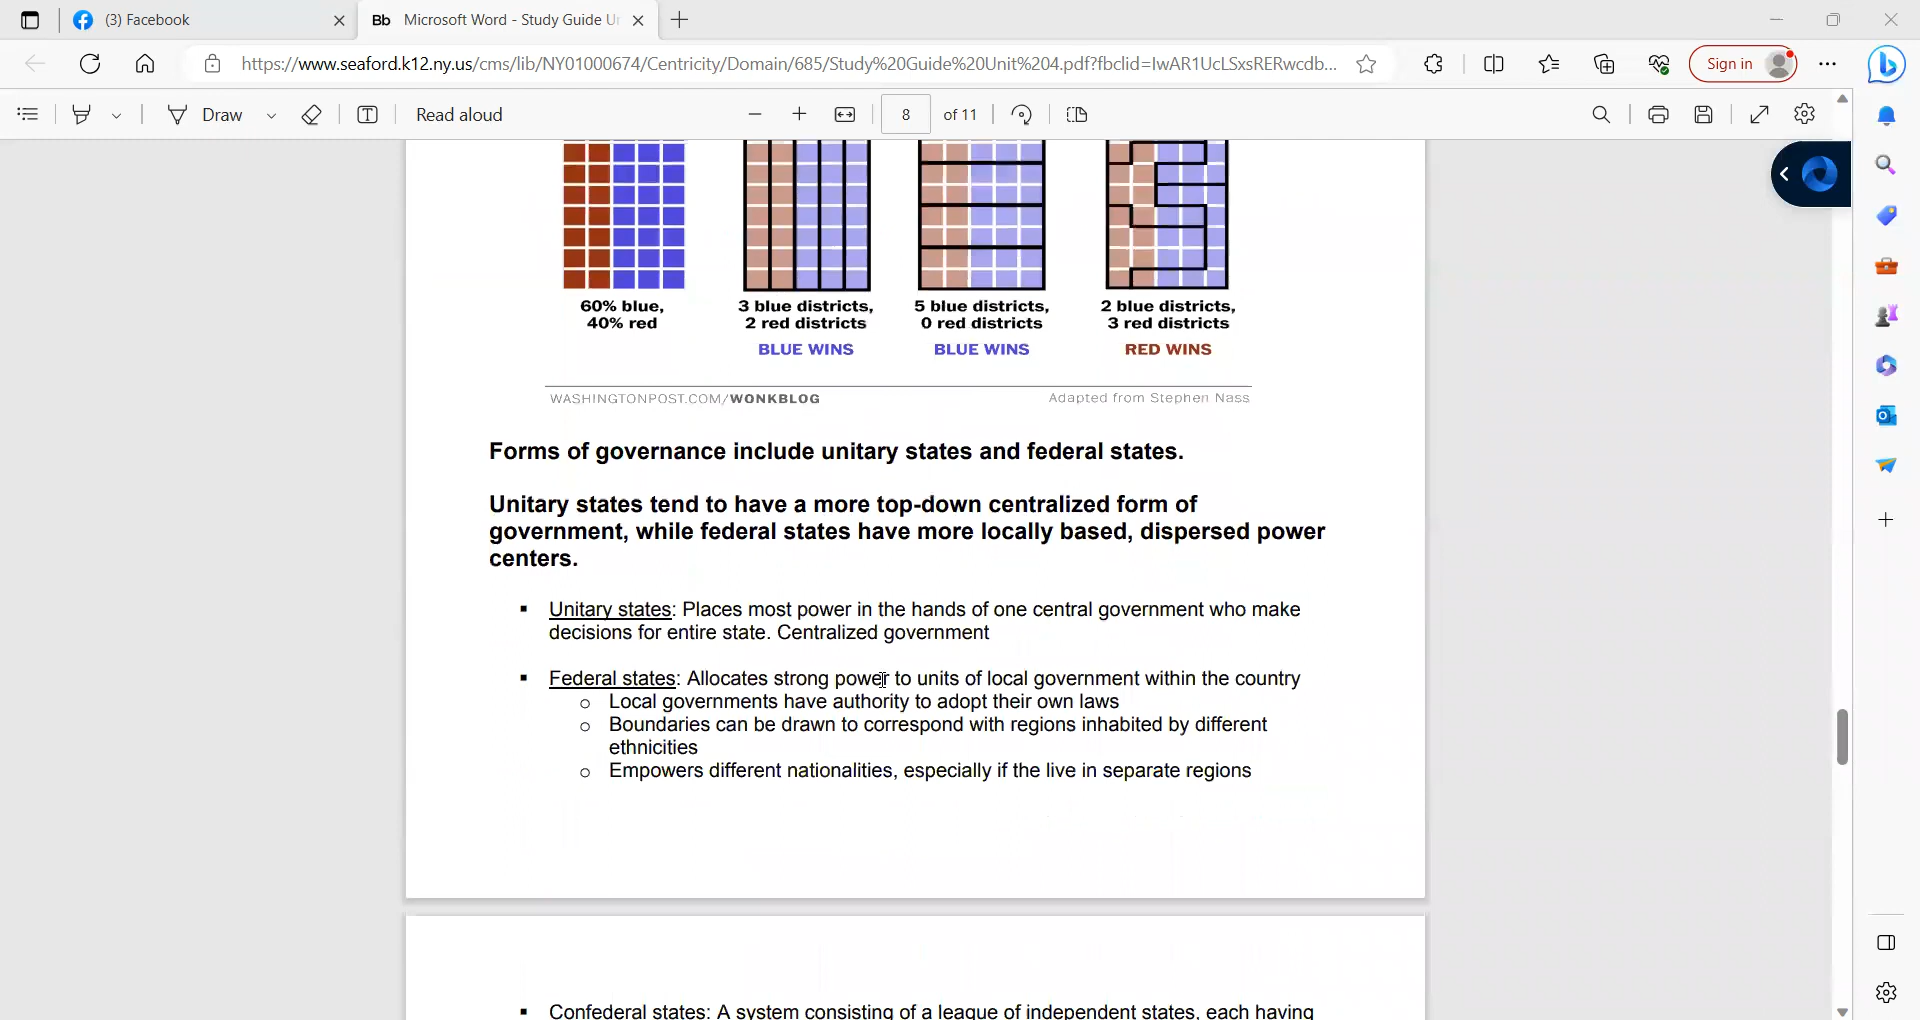 (3) Facebook
Bb Microsoft Word - Study Guide Un
https://www.seaford.k12.ny.us/cms/lib/NY01000674/Centricity/Domain/685/Study%20Guide%20Unit%204.pdf?fbclid=IwAR1UcLSxsRERwcdb...
Sign in
Draw
Read aloud
8 of 11
60% blue,
40% red
3 blue districts,
2 red districts
BLUE WINS
5 blue districts,
0 red districts
BLUE WINS
2 blue districts,
3 red districts
RED WINS
WASHINGTONPOST.COM/WONKBLOG
Adapted from Stephen Nass
Forms of governance include unitary states and federal states.
Unitary states tend to have a more top-down centralized form of
government, while federal states have more locally based, dispersed power
centers.
▪ Unitary states: Places most power in the hands of one central government who make
decisions for entire state. Centralized government
▪ Federal states: Allocates strong power to units of local government within the country
o Local governments have authority to adopt their own laws
o Boundaries can be drawn to correspond with regions inhabited by different
ethnicities
o Empowers different nationalities, especially if the live in separate regions
▪ Confederal states: A system consisting of a league of independent states, each having